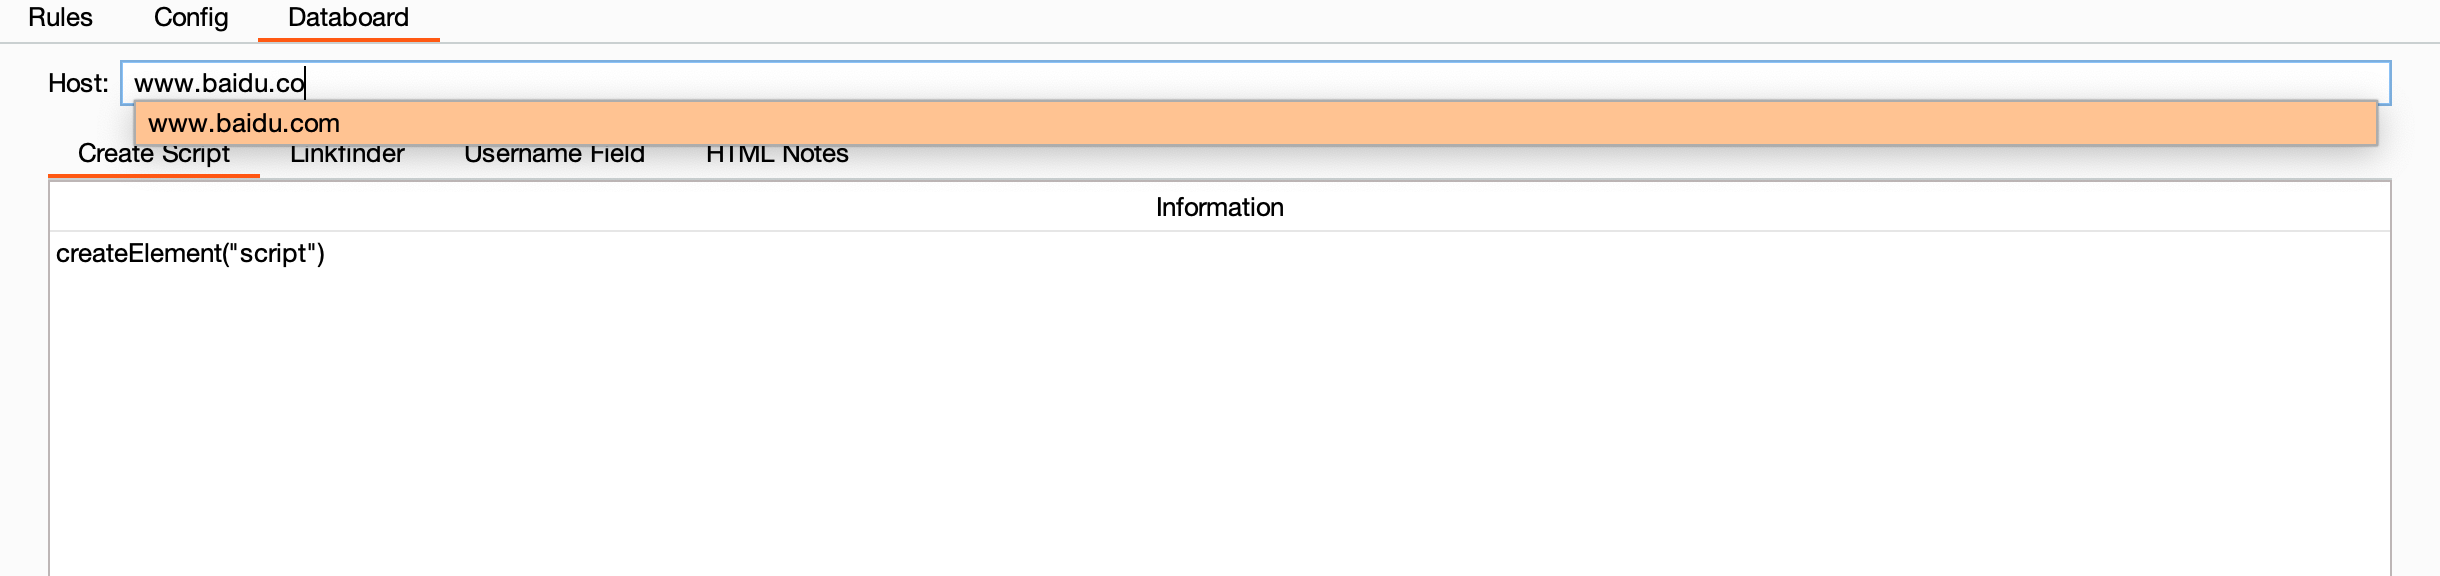 Rules Config Databoard
Host: www.baidu.co
www.baidu.com
Create Script Linkfinder Username Field HTML Notes
Information
createElement("script")